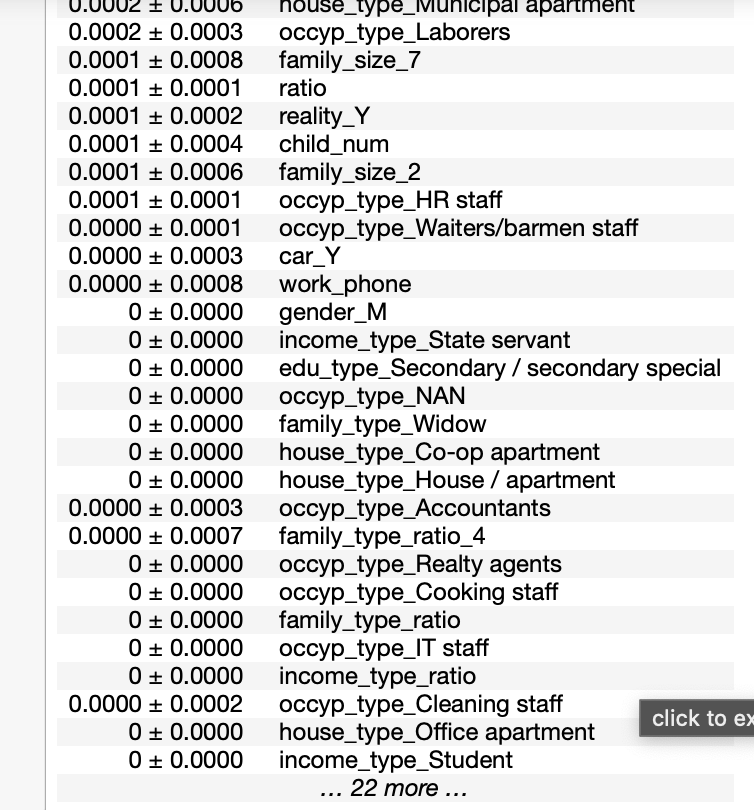 0.0002 ± 0.0006 house_type_Municipal apartment
0.0002 ± 0.0003 occyp_type_Laborers
0.0001 ± 0.0008 family_size_7
0.0001 ± 0.0001 ratio
0.0001 ± 0.0002 reality_Y
0.0001 ± 0.0004 child_num
0.0001 ± 0.0006 family_size_2
0.0001 ± 0.0001 occyp_type_HR staff
0.0000 ± 0.0001 occyp_type_Waiters/barmen staff
0.0000 ± 0.0003 car_Y
0.0000 ± 0.0008 work_phone
0 ± 0.0000 gender_M
0 ± 0.0000 income_type_State servant
0 ± 0.0000 edu_type_Secondary / secondary special
0 ± 0.0000 occyp_type_NAN
0 ± 0.0000 family_type_Widow
0 ± 0.0000 house_type_Co-op apartment
0 ± 0.0000 house_type_House / apartment
0.0000 ± 0.0003 occyp_type_Accountants
0.0000 ± 0.0007 family_type_ratio_4
0 ± 0.0000 occyp_type_Realty agents
0 ± 0.0000 occyp_type_Cooking staff
0 ± 0.0000 family_type_ratio
0 ± 0.0000 occyp_type_IT staff
0 ± 0.0000 income_type_ratio
0.0000 ± 0.0002 occyp_type_Cleaning staff
click to ex
0 ± 0.0000 house_type_Office apartment
0 ± 0.0000 income_type_Student
… 22 more …